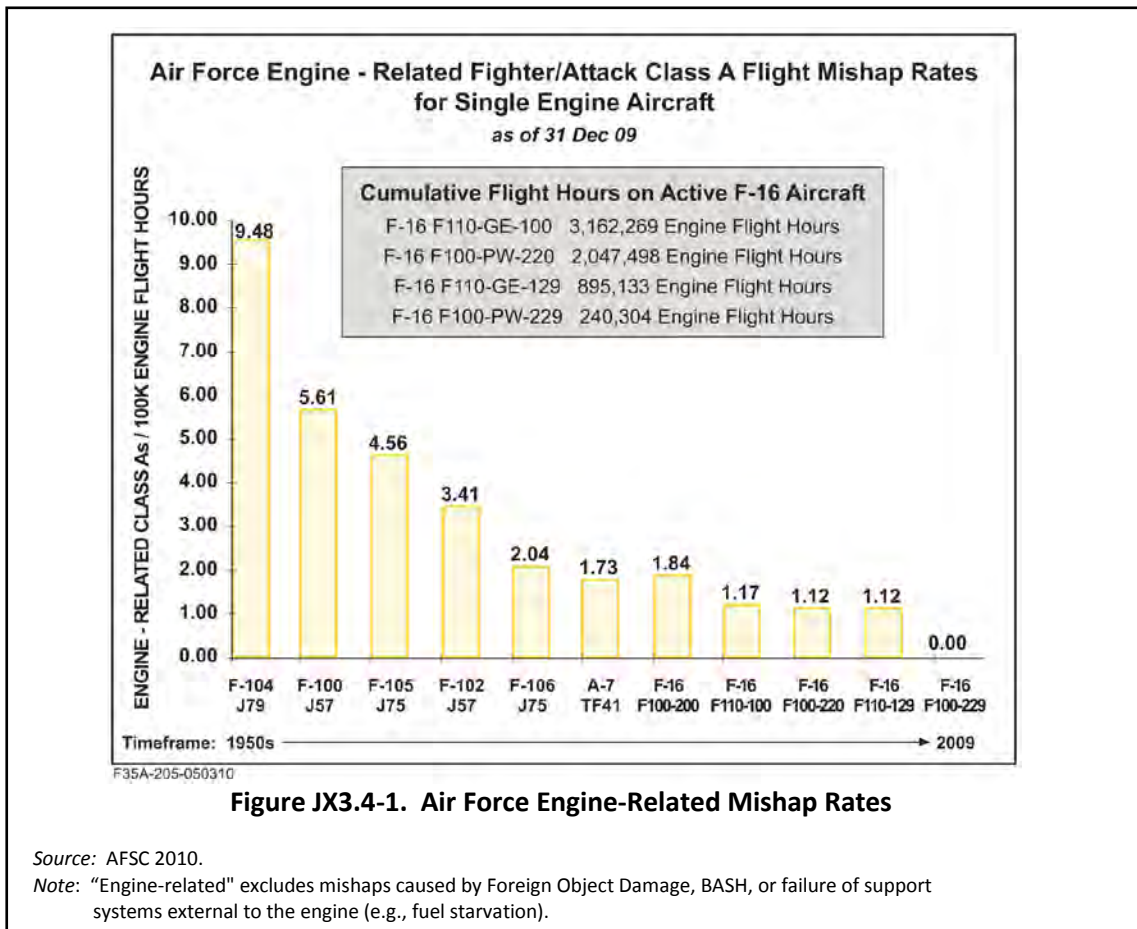 Air Force Engine - Related Fighter/Attack Class A Flight Mishap Rates
for Single Engine Aircraft
as of 31 Dec 09
Cumulative Flight Hours on Active F-16 Aircraft
F-16 F110-GE-100 3,162,269 Engine Flight Hours
F-16 F100-PW-220 2,047,498 Engine Flight Hours
F-16 F110-GE-129 895,133 Engine Flight Hours
F-16 F100-PW-229 240,304 Engine Flight Hours
ENGINE - RELATED CLASS As / 100K ENGINE FLIGHT HOURS
10.00
9.00
8.00
7.00
6.00
5.00
4.00
3.00
2.00
1.00
0.00
9.48
5.61
4.56
3.41
2.04
1.73
1.84
1.17
1.12
1.12
0.00
F-104 F-100 F-105 F-102 F-106 A-7 F-16 F-16 F-16 F-16 F-16
J79 J57 J75 J57 J75 TF41 F100-200 F110-100 F100-220 F110-129 F100-229
Timeframe: 1950s 2009
F35A-205-050310
Figure JX3.4-1. Air Force Engine-Related Mishap Rates
Source: AFSC 2010.
Note: “Engine-related" excludes mishaps caused by Foreign Object Damage, BASH, or failure of support
systems external to the engine (e.g., fuel starvation).